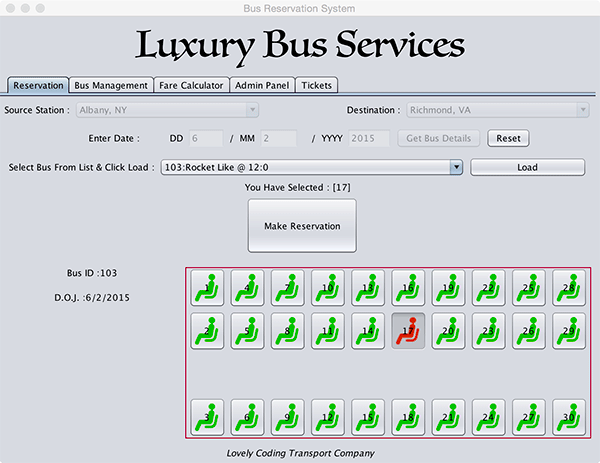 Bus Reservation System
Luxury Bus Services
Reservation Bus Management Fare Calculator Admin Panel Tickets
Source Station : Albany, NY Destination : Richmond, VA
Enter Date : DD 6 / MM 2 / YYYY 2015 Get Bus Details Reset
Select Bus From List & Click Load : 103:Rocket Like @ 12:0 Load
You Have Selected : [17]
Make Reservation
Bus ID :103
D.O.J. :6/2/2015
1 4 7 10 13 16 19 22 25 28
2 5 8 11 14 17 20 23 26 29
3 6 9 12 15 18 21 24 27 30
Lovely Coding Transport Company